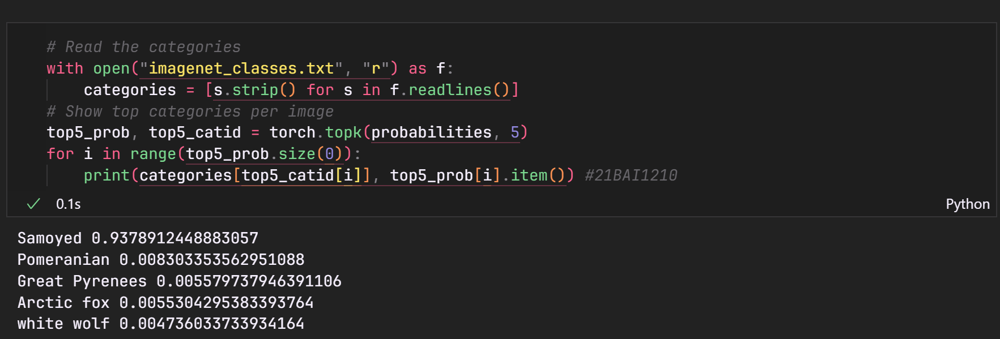 # Read the categories
with open("imagenet_classes.txt", "r") as f:
    categories = [s.strip() for s in f.readlines()]
# Show top categories per image
top5_prob, top5_catid = torch.topk(probabilities, 5)
for i in range(top5_prob.size(0)):
    print(categories[top5_catid[i]], top5_prob[i].item()) #21BAI1210
0.1s
Python
Samoyed 0.9378912448883057
Pomeranian 0.008303353562951088
Great Pyrenees 0.005579737946391106
Arctic fox 0.0055304295383393764
white wolf 0.004736033733934164